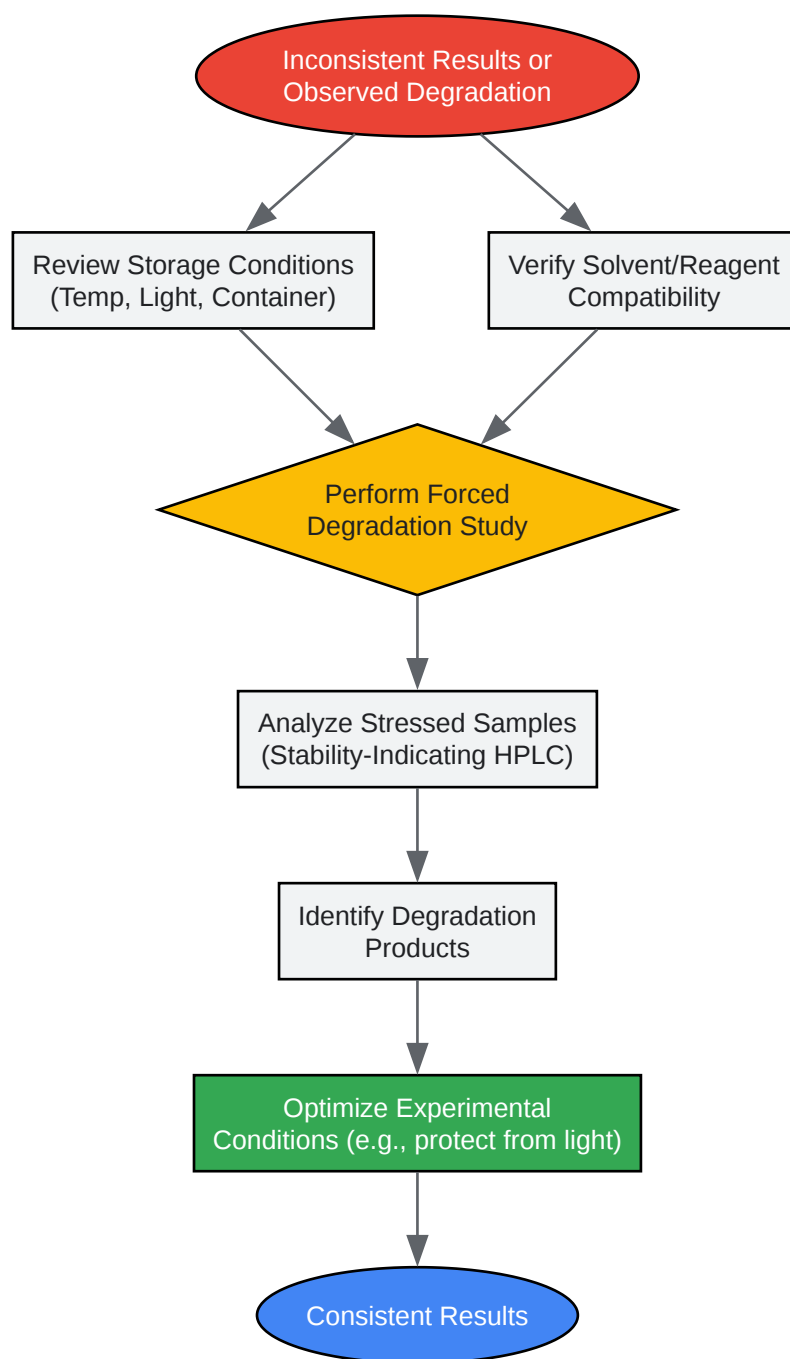 Inconsistent Results or
Observed Degradation
Review Storage Conditions
(Temp, Light, Container)
Verify Solvent/Reagent
Compatibility
Perform Forced
Degradation Study
Analyze Stressed Samples
(Stability-Indicating HPLC)
Identify Degradation
Products
Optimize Experimental
Conditions (e.g., protect from light)
Consistent Results